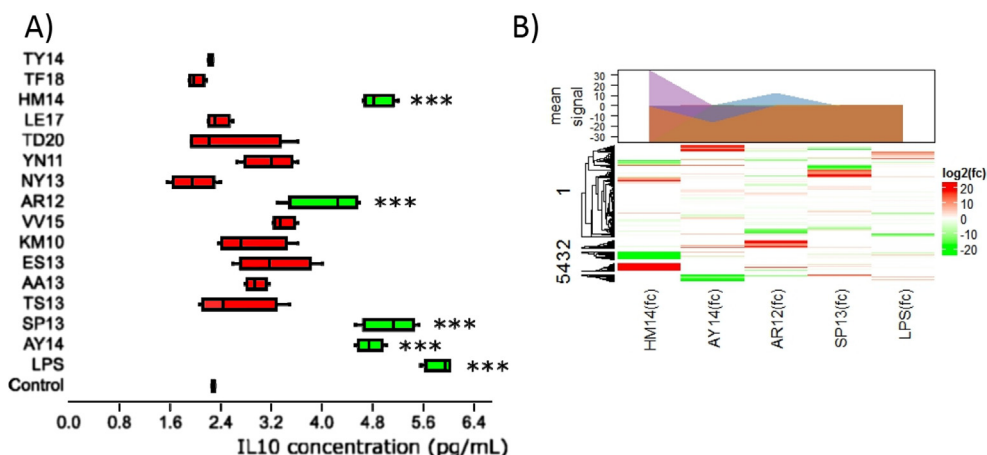 A)
TY14
TF18
HM14 ***
LE17
TD20
YN11
NY13
AR12 ***
VV15
KM10
ES13
AA13
TS13
SP13 ***
AY14 ***
LPS ***
Control
0.0 0.8 1.6 2.4 3.2 4.0 4.8 5.6 6.4
IL10 concentration (pg/mL)
B)
mean
signal
30
20
10
0
-10
-20
-30
1
5432
HM14(fc)
AY14(fc)
AR12(fc)
SP13(fc)
LPS(fc)
log2(fc)
20
10
0
-10
-20